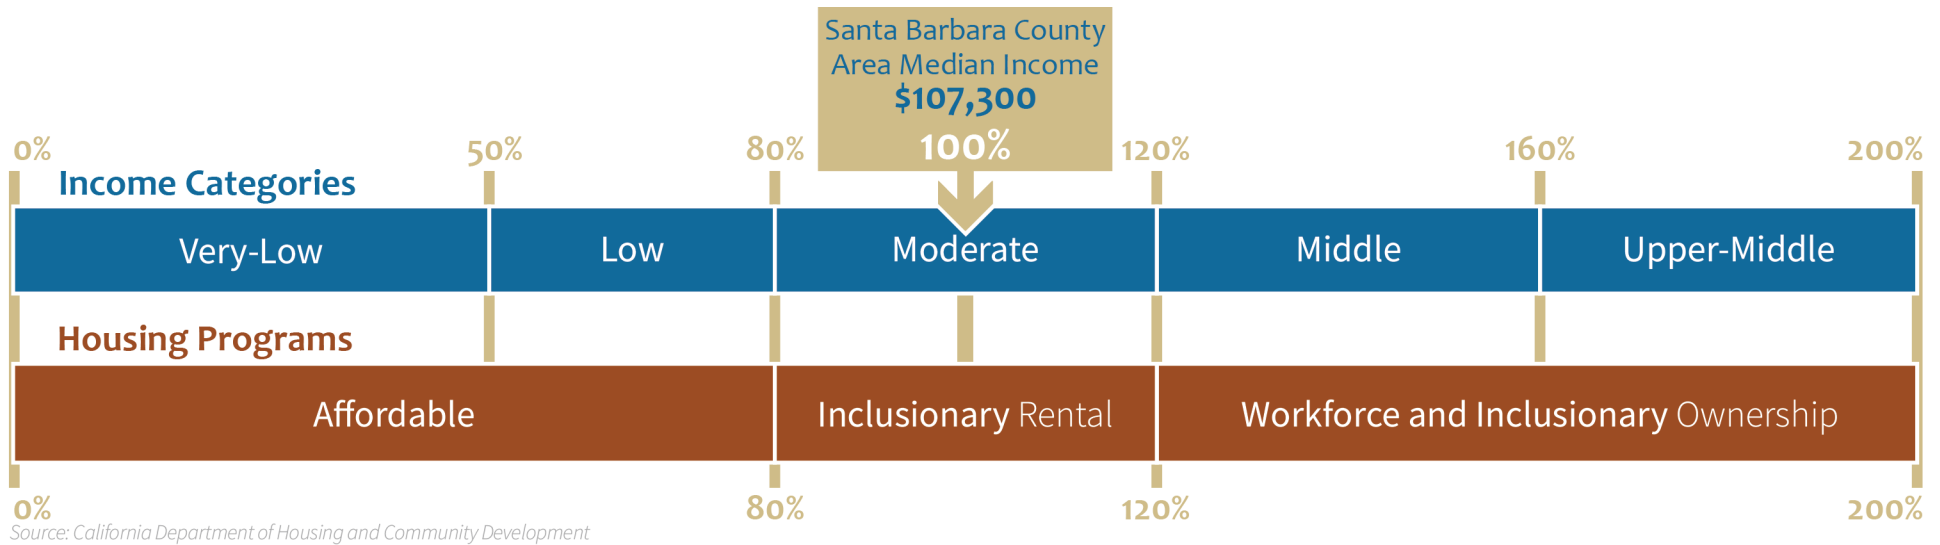 Santa Barbara County
Area Median Income
$107,300
100%
0%
50%
80%
120%
160%
200%
Income Categories
Very-Low
Low
Moderate
Middle
Upper-Middle
Housing Programs
Affordable
Inclusionary Rental
Workforce and Inclusionary Ownership
0%
80%
120%
200%
Source: California Department of Housing and Community Development